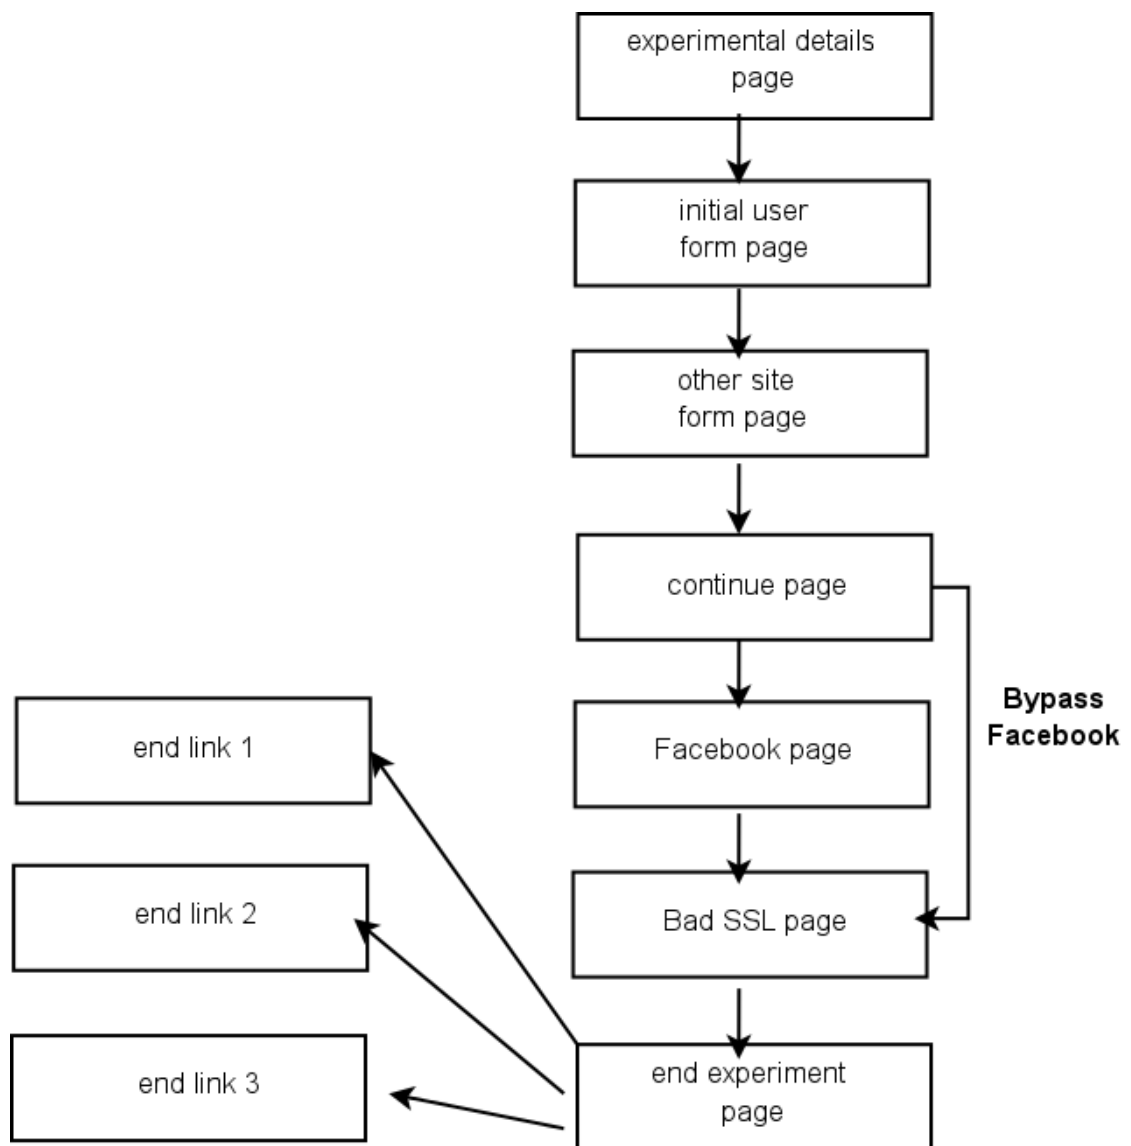 experimental details
page
initial user
form page
other site
form page
continue page
Bypass
Facebook
end link 1
Facebook page
end link 2
Bad SSL page
end link 3
end experiment
page